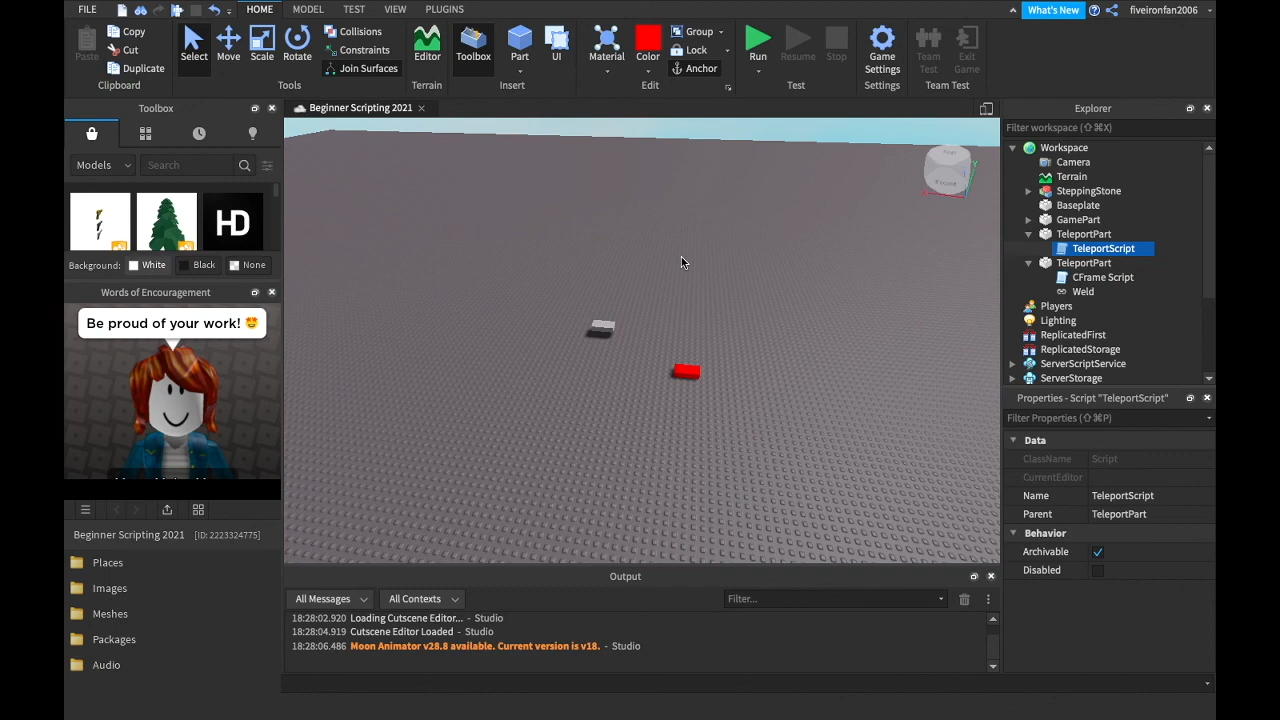 FILE HOME MODEL TEST VIEW PLUGINS What's New fiveironfan2006
Paste Copy Cut Duplicate Clipboard
Select Move Scale Rotate Collisions Constraints Join Surfaces Tools
Editor Terrain
Toolbox Part UI Insert
Material Color Group Lock Anchor Edit
Run Resume Stop Test
Game Settings Settings
Team Test Exit Game Team Test
Toolbox
Models Search
HD
Background: White Black None
Words of Encouragement
Be proud of your work! 🤩
Beginner Scripting 2021 [ID: 2223324775]
Places
Images
Meshes
Packages
Audio
Beginner Scripting 2021
Y
Output
All Messages All Contexts Filter...
18:28:02.920 Loading Cutscene Editor... - Studio
18:28:04.919 Cutscene Editor Loaded - Studio
18:28:06.486 Moon Animator v28.8 available. Current version is v18. - Studio
Explorer
Filter workspace (⇧⌘X)
Workspace
Camera
Terrain
SteppingStone
Baseplate
GamePart
TeleportPart
TeleportScript
TeleportPart
CFrame Script
Weld
Players
Lighting
ReplicatedFirst
ReplicatedStorage
ServerScriptService
ServerStorage
Properties - Script "TeleportScript"
Filter Properties (⇧⌘P)
Data
ClassName Script
CurrentEditor
Name TeleportScript
Parent TeleportPart
Behavior
Archivable
Disabled